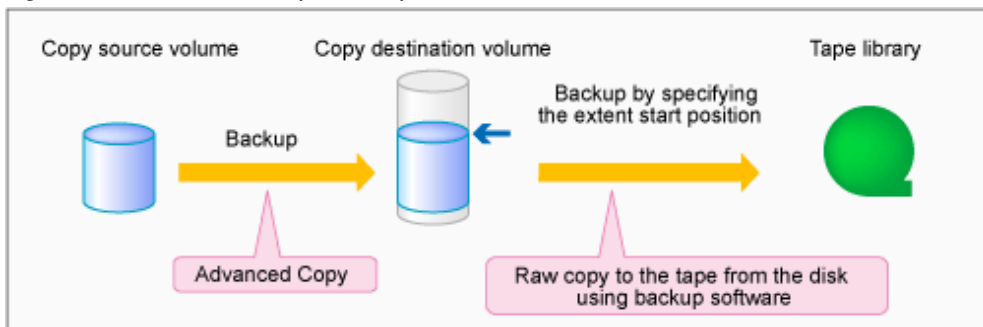 Copy source volume
Copy destination volume
Tape library
Backup by specifying
the extent start position
Backup
Advanced Copy
Raw copy to the tape from the disk
using backup software